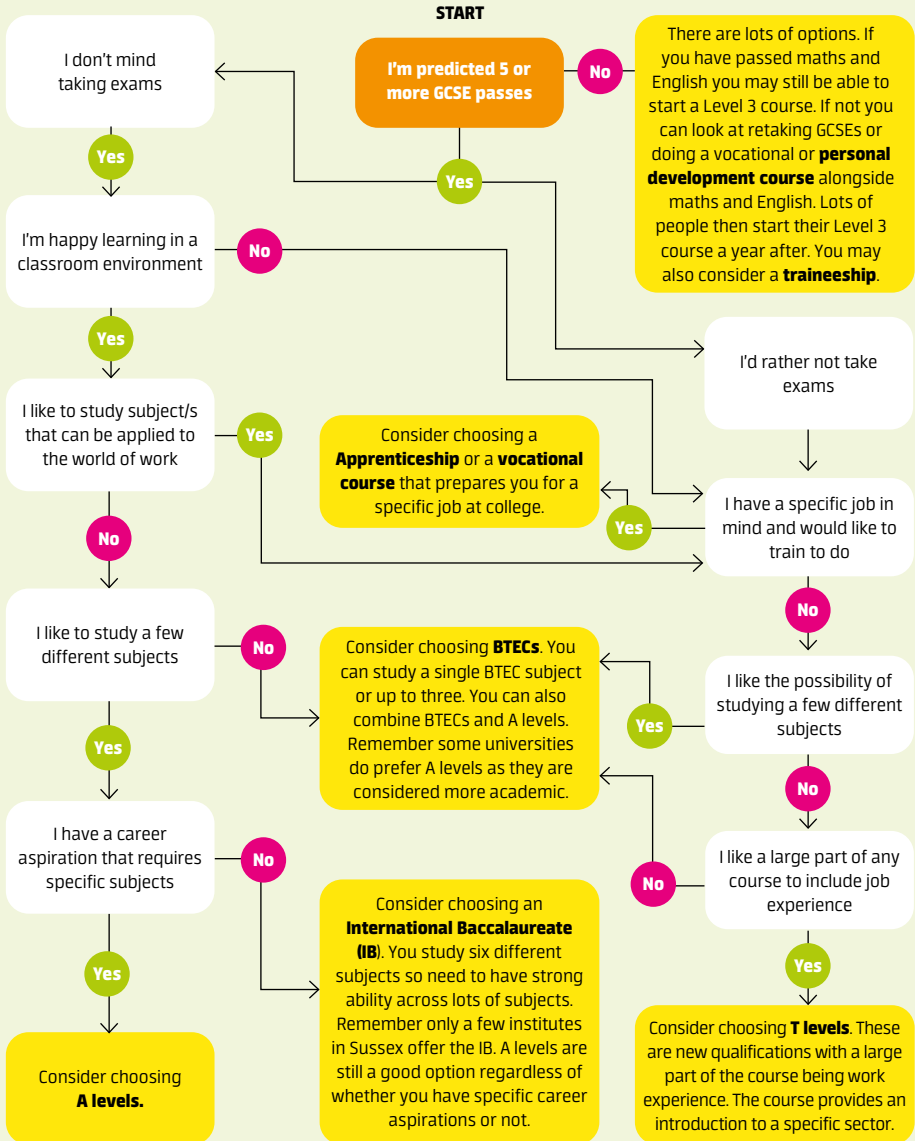 START
I'm predicted 5 or
more GCSE passes
No
There are lots of options. If
you have passed maths and
English you may still be able to
start a Level 3 course. If not you
can look at retaking GCSEs or
doing a vocational or personal
development course alongside
maths and English. Lots of
people then start their Level 3
course a year after. You may
also consider a traineeship.
Yes
I don't mind
taking exams
Yes
I'm happy learning in a
classroom environment
No
Yes
I like to study subject/s
that can be applied to
the world of work
Yes
No
I like to study a few
different subjects
No
Yes
I have a career
aspiration that requires
specific subjects
No
Yes
Consider choosing
A levels.
Consider choosing a
Apprenticeship or a vocational
course that prepares you for a
specific job at college.
Consider choosing BTECs. You
can study a single BTEC subject
or up to three. You can also
combine BTECs and A levels.
Remember some universities
do prefer A levels as they are
considered more academic.
Consider choosing an
International Baccalaureate
(IB). You study six different
subjects so need to have strong
ability across lots of subjects.
Remember only a few institutes
in Sussex offer the IB. A levels are
still a good option regardless of
whether you have specific career
aspirations or not.
I'd rather not take
exams
I have a specific job in
mind and would like to
train to do
Yes
No
I like the possibility of
studying a few different
subjects
Yes
No
I like a large part of any
course to include job
experience
No
Yes
Consider choosing T levels. These
are new qualifications with a large
part of the course being work
experience. The course provides an
introduction to a specific sector.